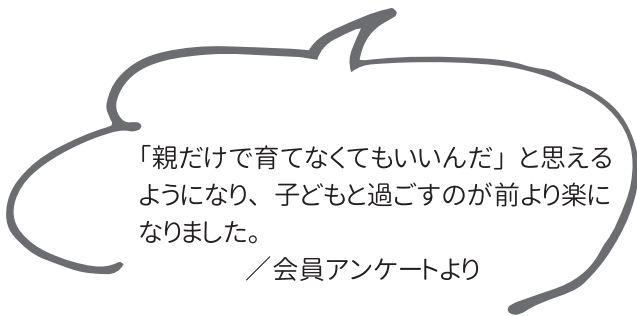 「親だけで育てなくてもいいんだ」と思える
ようになり、子どもと過ごすのが前より楽に
なりました。
／会員アンケートより